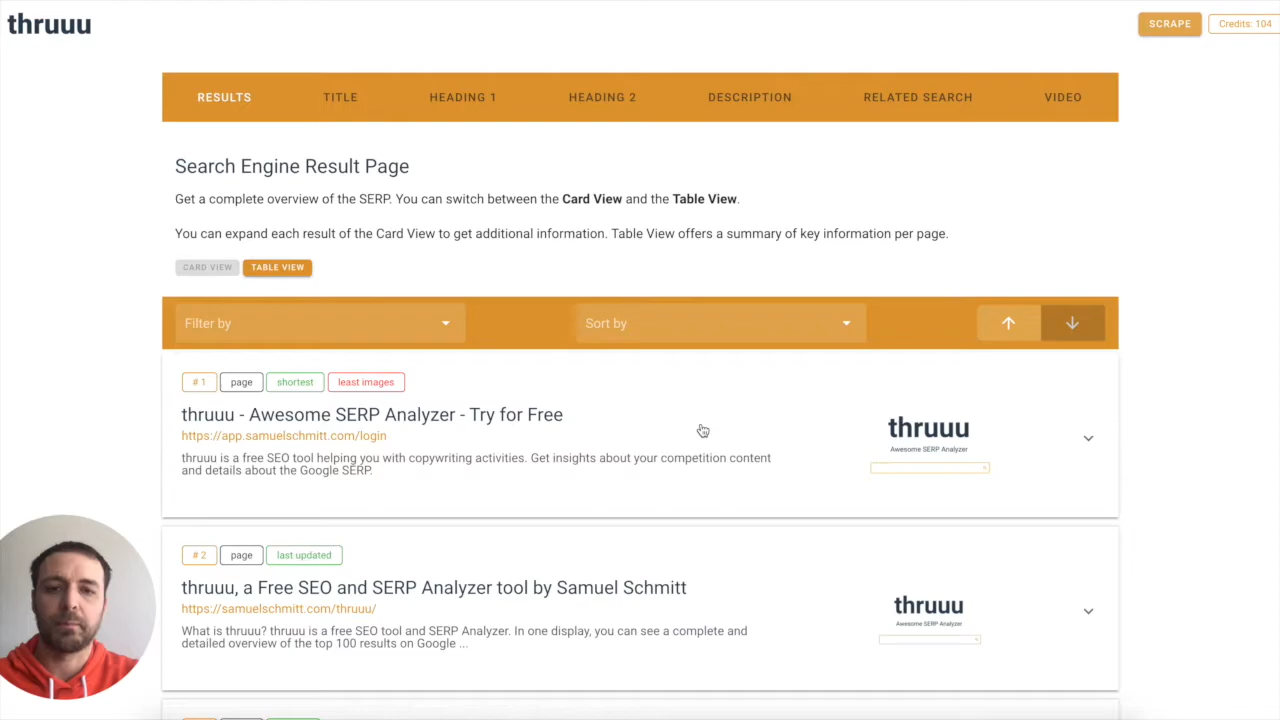 thruuu
SCRAPE
Credits: 104
RESULTS TITLE HEADING 1 HEADING 2 DESCRIPTION RELATED SEARCH VIDEO
Search Engine Result Page
Get a complete overview of the SERP. You can switch between the Card View and the Table View.
You can expand each result of the Card View to get additional information. Table View offers a summary of key information per page.
CARD VIEW TABLE VIEW
Filter by Sort by
# 1 page shortest least images
thruuu - Awesome SERP Analyzer - Try for Free
https://app.samuelschmitt.com/login
thruuu is a free SEO tool helping you with copywriting activities. Get insights about your competition content
and details about the Google SERP.
thruuu
Awesome SERP Analyzer
# 2 page last updated
thruuu, a Free SEO and SERP Analyzer tool by Samuel Schmitt
https://samuelschmitt.com/thruuu/
What is thruuu? thruuu is a free SEO tool and SERP Analyzer. In one display, you can see a complete and
detailed overview of the top 100 results on Google ...
thruuu
Awesome SERP Analyzer